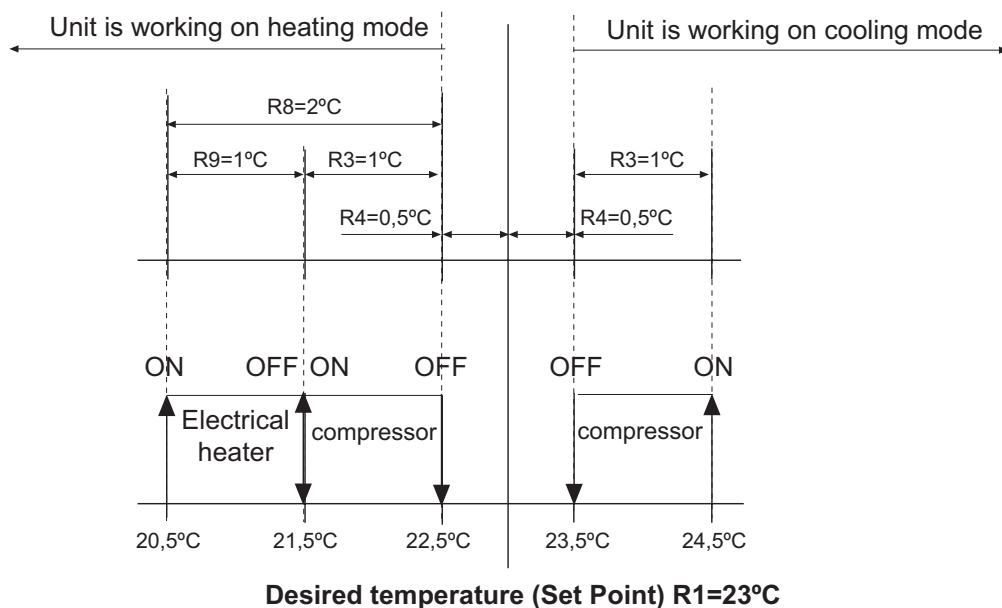 Unit is working on heating mode Unit is working on cooling mode
R8=2ºC
R9=1ºC R3=1ºC R3=1ºC
R4=0,5ºC R4=0,5ºC
ON OFF ON OFF OFF ON
Electrical
heater
compressor compressor
20,5ºC 21,5ºC 22,5ºC 23,5ºC 24,5ºC
Desired temperature (Set Point) R1=23ºC